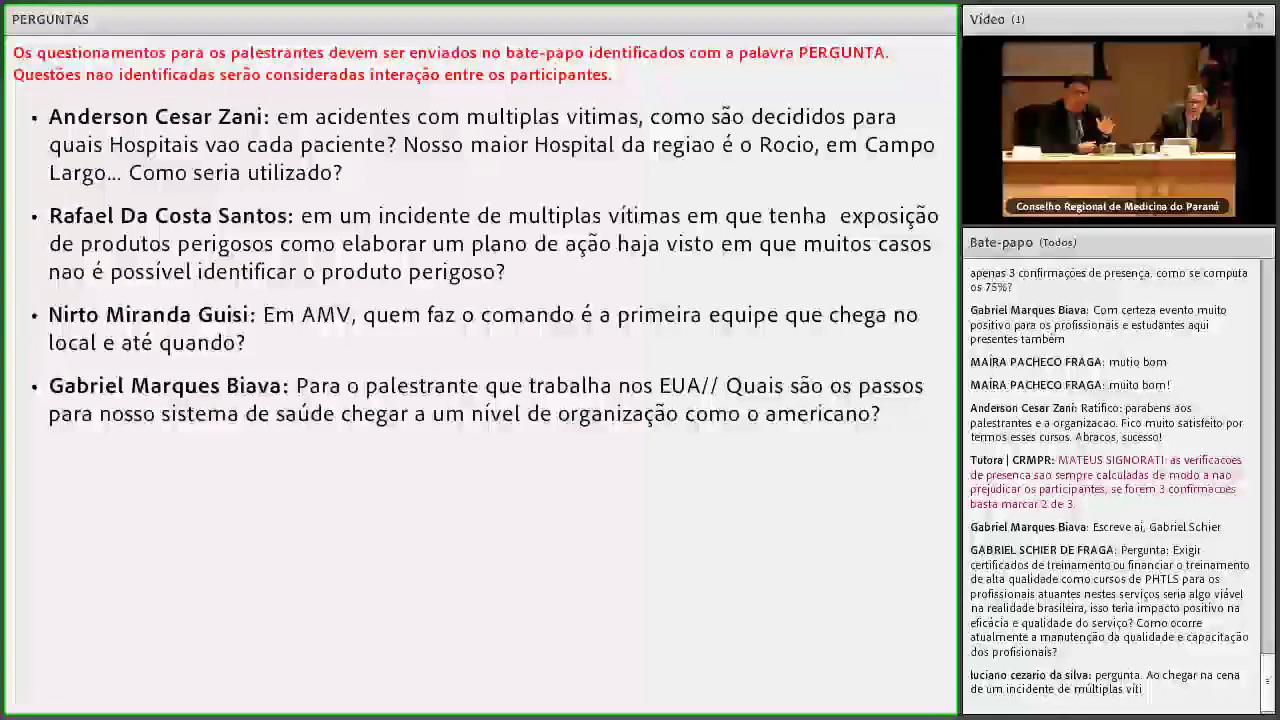 PERGUNTAS
Os questionamentos para os palestrantes devem ser enviados no bate-papo identificados com a palavra PERGUNTA.
Questões nao identificadas serão consideradas interação entre os participantes.
• Anderson Cesar Zani: em acidentes com multiplas vitimas, como são decididos para
quais Hospitais vao cada paciente? Nosso maior Hospital da regiao é o Rocio, em Campo
Largo... Como seria utilizado?
• Rafael Da Costa Santos: em um incidente de multiplas vítimas em que tenha exposição
de produtos perigosos como elaborar um plano de ação haja visto em que muitos casos
nao é possível identificar o produto perigoso?
• Nirto Miranda Guisi: Em AMV, quem faz o comando é a primeira equipe que chega no
local e até quando?
• Gabriel Marques Biava: Para o palestrante que trabalha nos EUA// Quais são os passos
para nosso sistema de saúde chegar a um nível de organização como o americano?
Vídeo (1)
Conselho Regional de Medicina do Paraná
Bate-papo (Todos)
apenas 3 confirmações de presença, como se computa
os 75%?
Gabriel Marques Biava: Com certeza evento muito
positivo para os profissionais e estudantes aqui
presentes também
MAÍRA PACHECO FRAGA: mutio bom
MAÍRA PACHECO FRAGA: muito bom!
Anderson Cesar Zani: Ratifico: parabens aos
palestrantes e a organizacao. Fico muito satisfeito por
termos esses cursos. Abracos, sucesso!
Tutora | CRMPR: MATEUS SIGNORATI: as verificacoes
de presenca sao sempre calculadas de modo a nao
prejudicar os participantes, se forem 3 confirmacoes
basta marcar 2 de 3.
Gabriel Marques Biava: Escreve ai, Gabriel Schier
GABRIEL SCHIER DE FRAGA: Pergunta: Exigir
certificados de treinamento ou financiar o treinamento
de alta qualidade como cursos de PHTLS para os
profissionais atuantes nestes serviços seria algo viável
na realidade brasileira, isso teria impacto positivo na
eficácia e qualidade do serviço? Como ocorre
atualmente a manutenção da qualidade e capacitação
dos profisionais?
luciano cezario da silva: pergunta. Ao chegar na cena
de um incidente de múltiplas víti